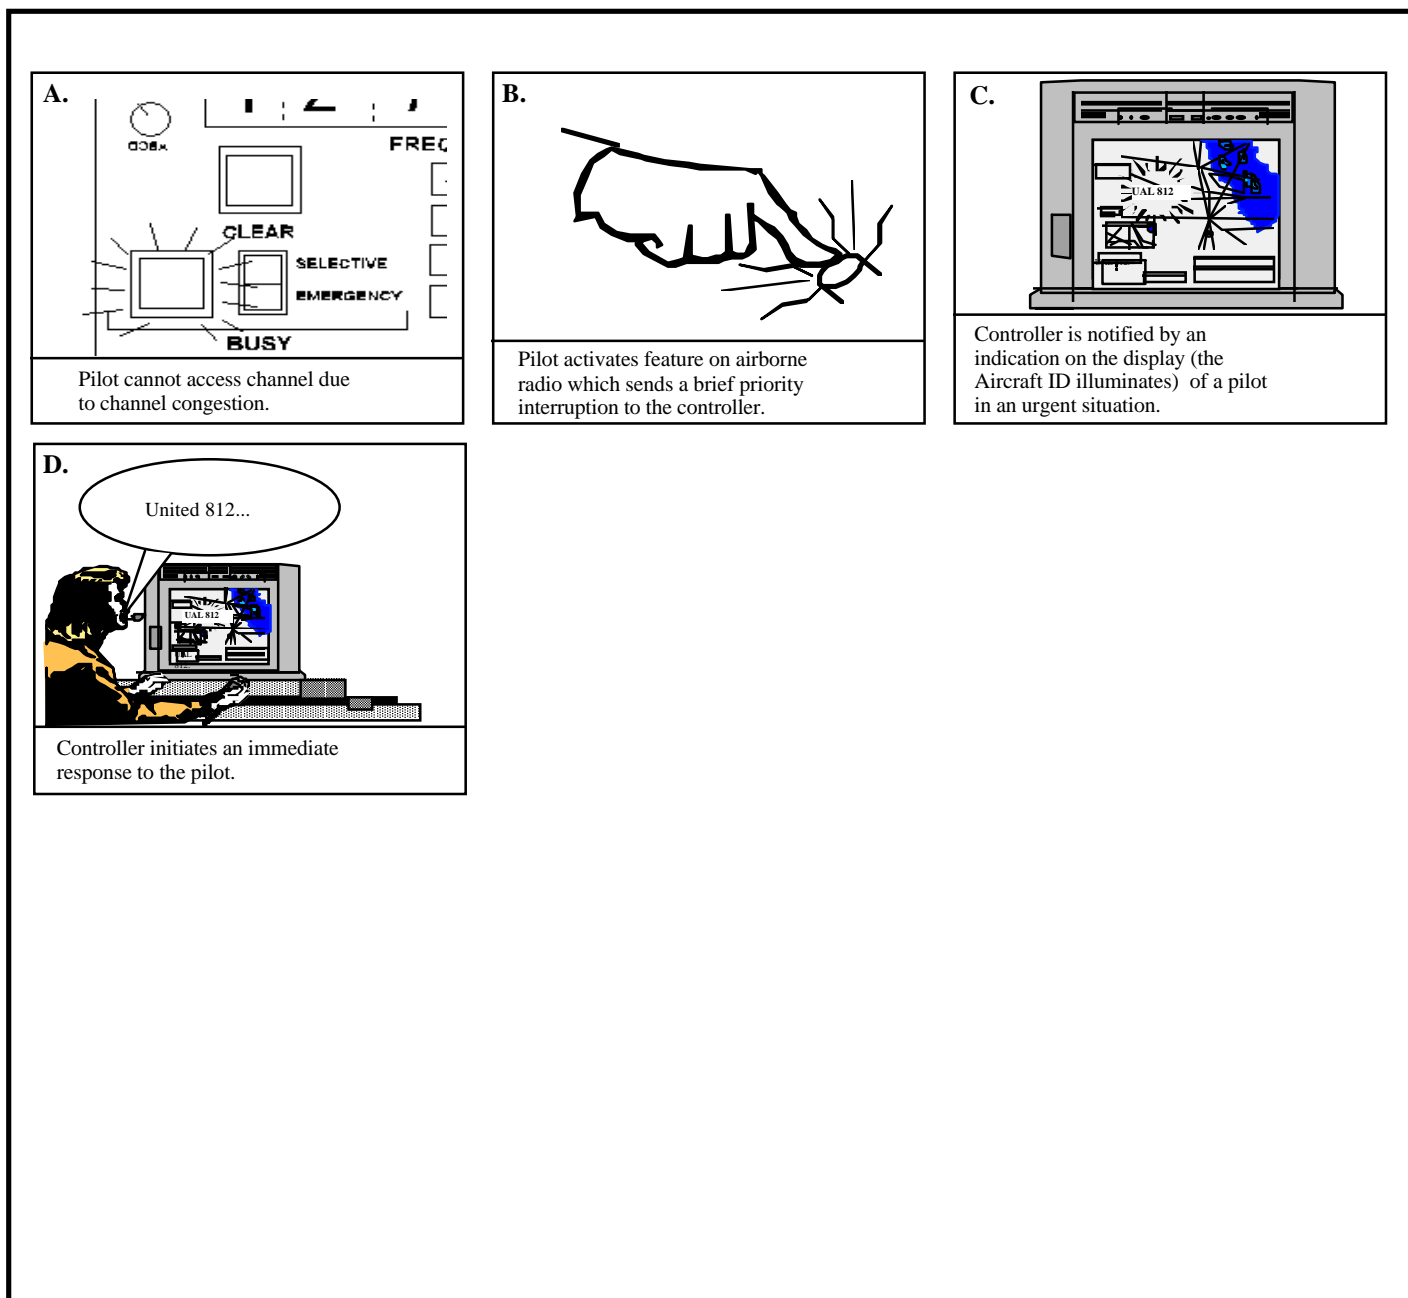 A.
FREQ
CLEAR
SELECTIVE
EMERGENCY
BUSY
Pilot cannot access channel due
to channel congestion.
B.
Pilot activates feature on airborne
radio which sends a brief priority
interruption to the controller.
C.
UAL 812
Controller is notified by an
indication on the display (the
Aircraft ID illuminates) of a pilot
in an urgent situation.
D.
United 812...
UAL 812
Controller initiates an immediate
response to the pilot.